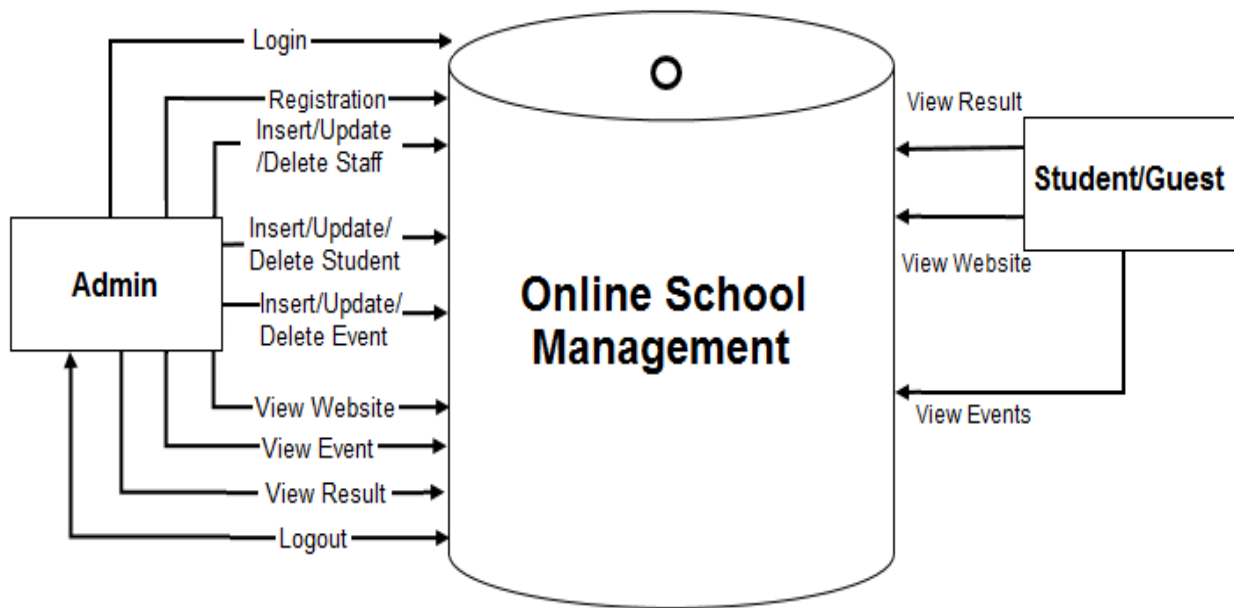 Login
Registration
Insert/Update
/Delete Staff
Insert/Update/
Delete Student
Insert/Update/
Delete Event
View Website
View Event
View Result
Logout
Admin
Online School
Management
View Result
Student/Guest
View Website
View Events